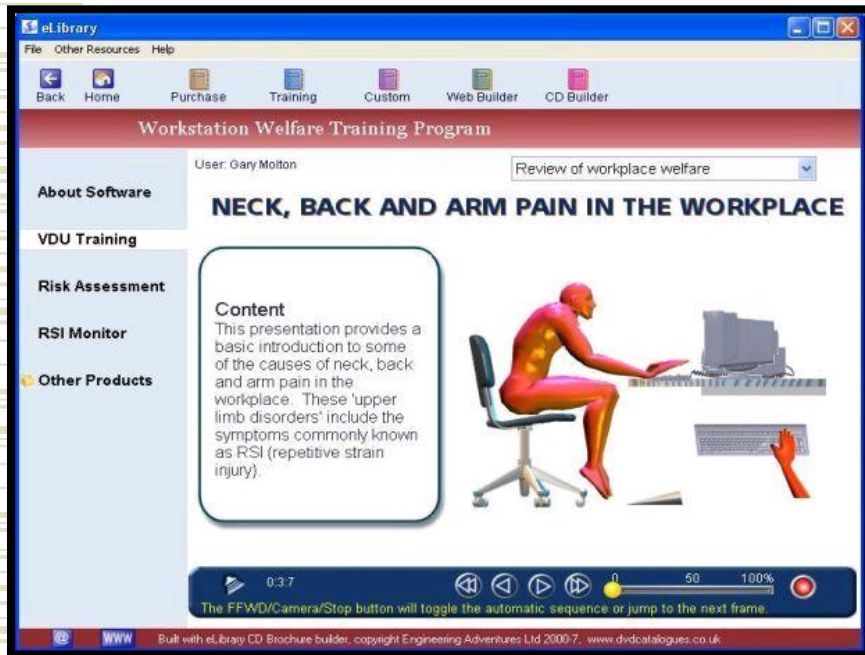 eLibrary
File Other Resources Help
Back Home Purchase Training Custom Web Builder CD Builder
Workstation Welfare Training Program
User: Gary Molton
Review of workplace welfare
About Software
VDU Training
Risk Assessment
RSI Monitor
Other Products
NECK, BACK AND ARM PAIN IN THE WORKPLACE
Content
This presentation provides a
basic introduction to some
of the causes of neck, back
and arm pain in the
workplace. These 'upper
limb disorders' include the
symptoms commonly known
as RSI (repetitive strain
injury).
0:3:7
0 50 100%
The FFWD/Camera/Stop button will toggle the automatic sequence or jump to the next frame.
@ WWW Built with eLibrary CD Brochure builder, copyright Engineering Adventures Ltd 2000-7, www.dvdcatalogues.co.uk